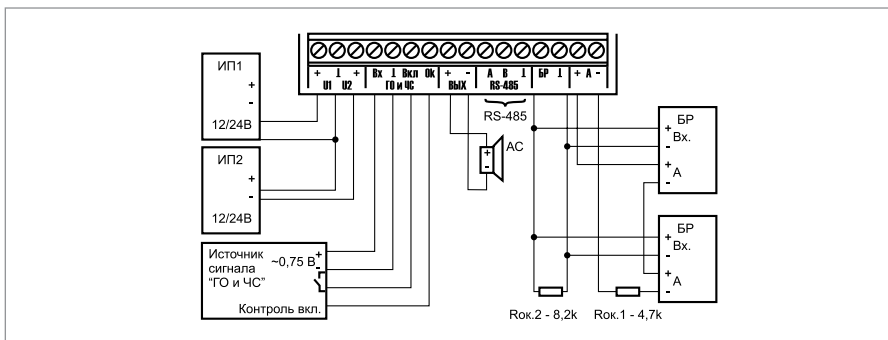 + ⊥ + Вх ⊥ Вкл Ok + - A B ⊥ БР ⊥ + А -
U1 U2 ГО и ЧС ВЫХ RS-485
RS-485
ИП1
+
-
12/24В
ИП2
+
-
12/24В
Источник
сигнала
“ГО и ЧС”
~0,75 В
+
-
Контроль вкл.
АС
+
-
БР
+ Вх.
-
+ А
-
БР
+ Вх.
-
+ А
-
Rок.2 - 8,2k Rок.1 - 4,7k